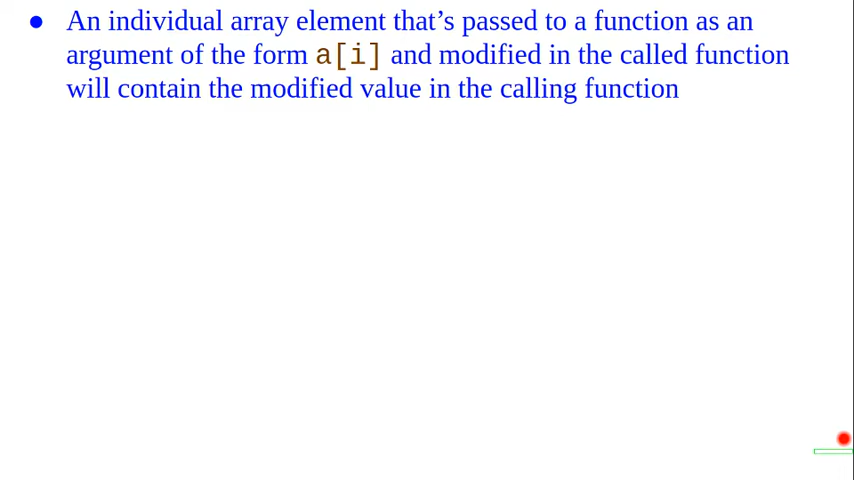 ● An individual array element that’s passed to a function as an
argument of the form a[i] and modified in the called function
will contain the modified value in the calling function